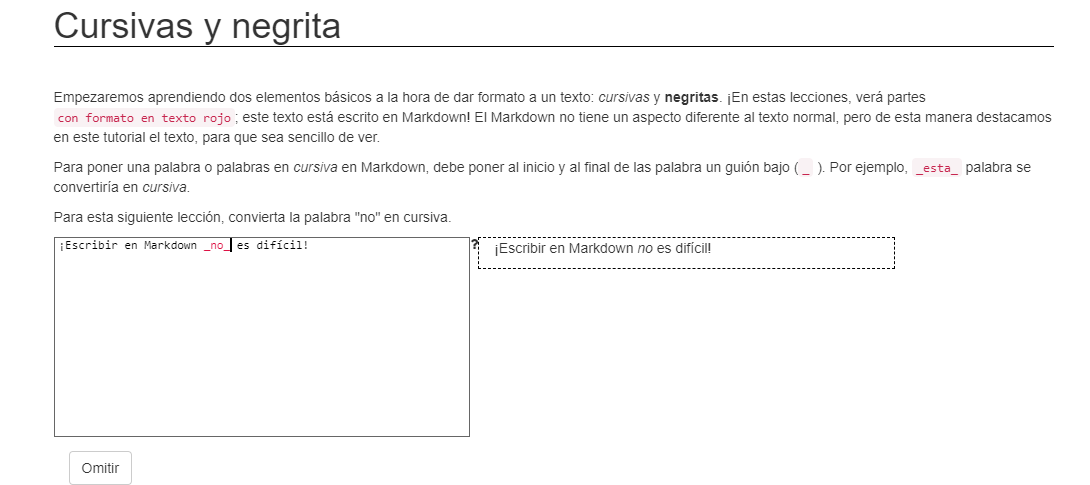 Cursivas y negrita
Empezaremos aprendiendo dos elementos básicos a la hora de dar formato a un texto: cursivas y negritas. ¡En estas lecciones, verá partes
con formato en texto rojo ; este texto está escrito en Markdown! El Markdown no tiene un aspecto diferente al texto normal, pero de esta manera destacamos
en este tutorial el texto, para que sea sencillo de ver.
Para poner una palabra o palabras en cursiva en Markdown, debe poner al inicio y al final de las palabra un guión bajo ( _ ). Por ejemplo, _esta_ palabra se
convertiría en cursiva.
Para esta siguiente lección, convierta la palabra "no" en cursiva.
¡Escribir en Markdown _no_ es difícil!
?
¡Escribir en Markdown no es difícil!
Omitir